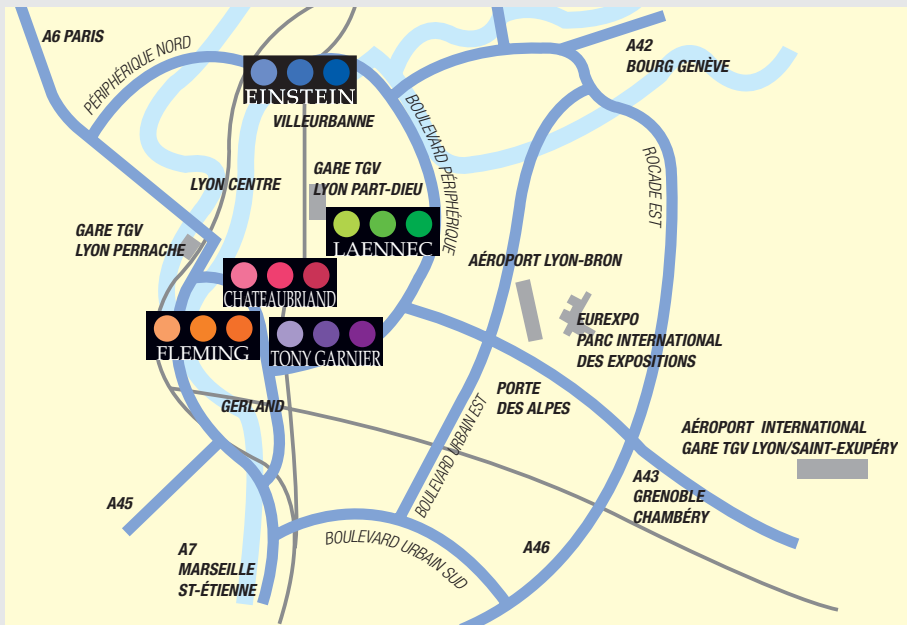 A6 PARIS
PÉRIPHÉRIQUE NORD
A42
BOURG GENÈVE
EINSTEIN
VILLEURBANNE
BOULEVARD PÉRIPHÉRIQUE
ROCADE EST
LYON CENTRE
GARE TGV
LYON PART-DIEU
GARE TGV
LYON PERRACHE
LAENNEC
AÉROPORT LYON-BRON
CHATEAUBRIAND
FLEMING
TONY GARNIER
EUREXPO
PARC INTERNATIONAL
DES EXPOSITIONS
GERLAND
PORTE
DES ALPES
BOULEVARD URBAIN EST
AÉROPORT INTERNATIONAL
GARE TGV LYON/SAINT-EXUPÉRY
A43
GRENOBLE
CHAMBÉRY
A45
A7
MARSEILLE
ST-ÉTIENNE
BOULEVARD URBAIN SUD
A46